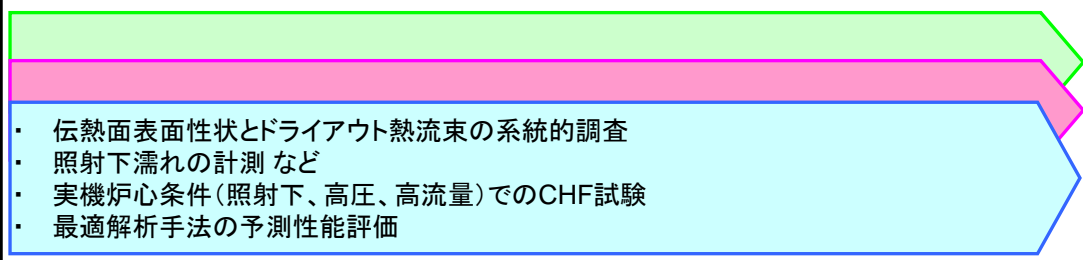 ・ 伝熱面表面性状とドライアウト熱流束の系統的調査
・ 照射下濡れの計測 など
・ 実機炉心条件（照射下、高圧、高流量）でのCHF試験
・ 最適解析手法の予測性能評価